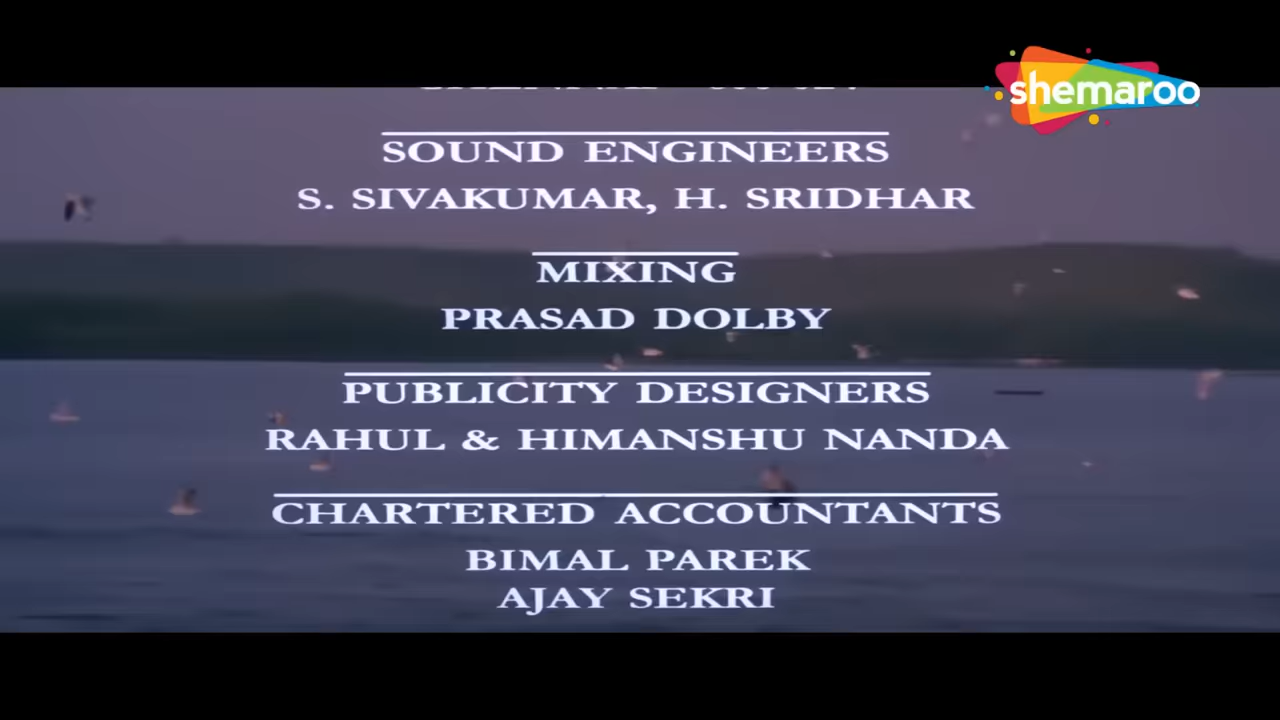 shemaroo
SOUND ENGINEERS
S. SIVAKUMAR, H. SRIDHAR
MIXING
PRASAD DOLBY
PUBLICITY DESIGNERS
RAHUL & HIMANSHU NANDA
CHARTERED ACCOUNTANTS
BIMAL PAREK
AJAY SEKRI